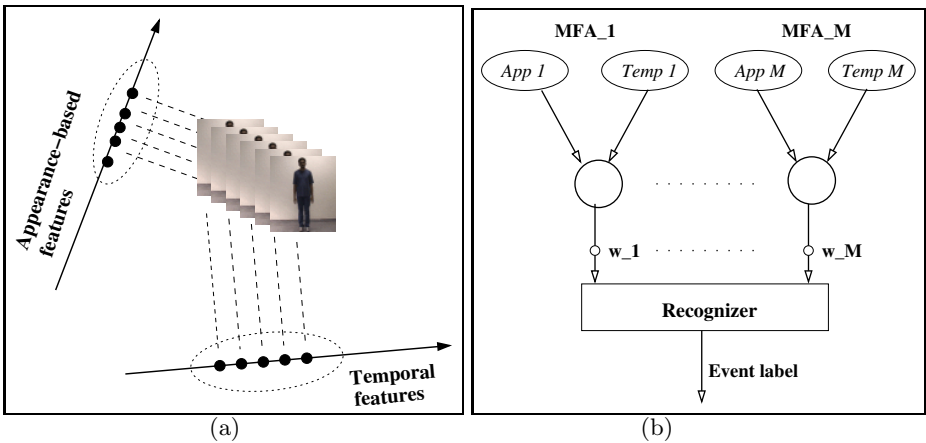 Appearance-based
features
Temporal
features
(a)
MFA_1
MFA_M
App 1
Temp 1
App M
Temp M
w_1
w_M
Recognizer
Event label
(b)